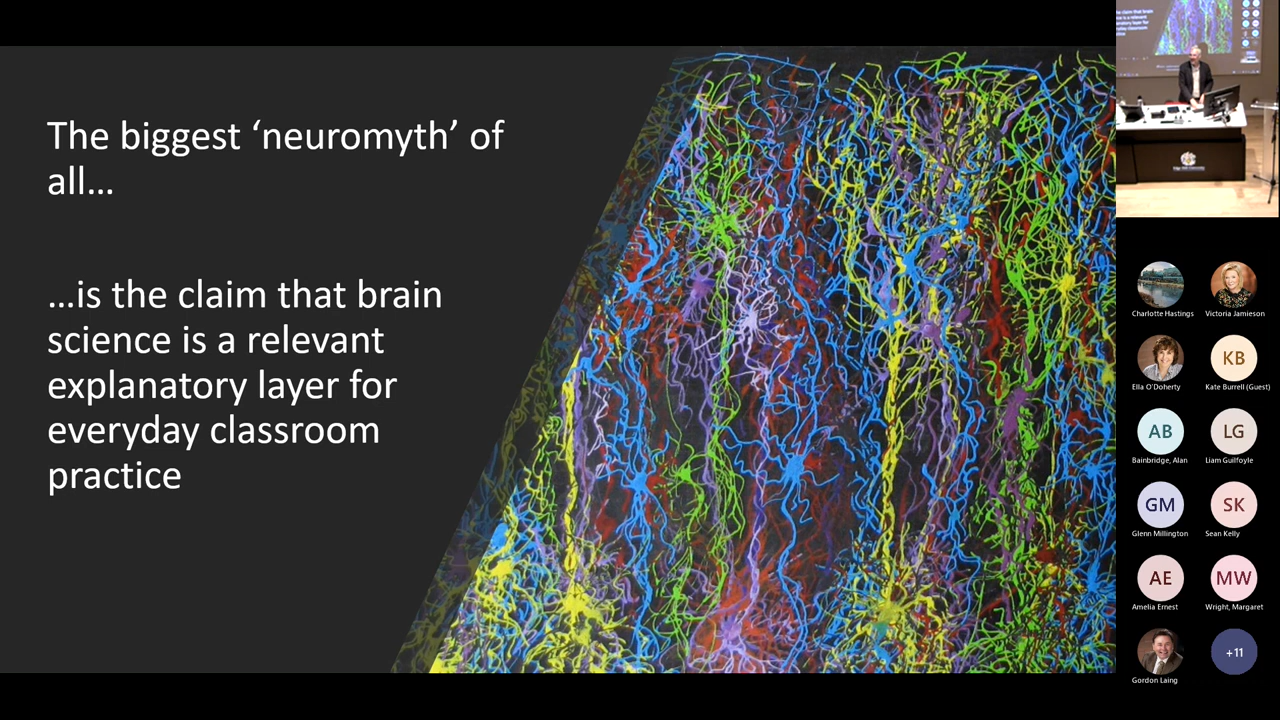 The biggest ‘neuromyth’ of
all…
…is the claim that brain
science is a relevant
explanatory layer for
everyday classroom
practice
Charlotte Hastings
Victoria Jamieson
Ella O'Doherty
KB
Kate Burrell (Guest)
AB
Bainbridge, Alan
LG
Liam Guilfoyle
GM
Glenn Millington
SK
Sean Kelly
AE
Amelia Ernest
MW
Wright, Margaret
Gordon Laing
+11